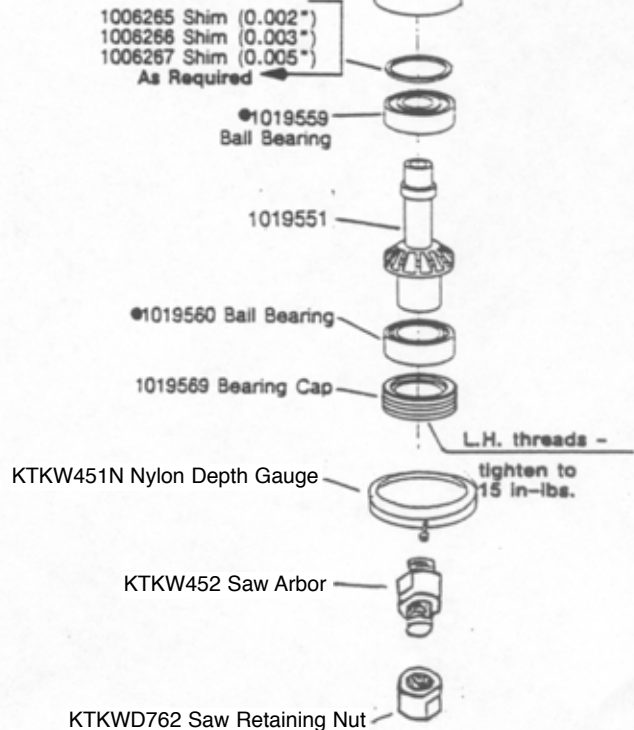 1006265 Shim (0.002")
1006266 Shim (0.003")
1006267 Shim (0.005")
As Required
●1019559
Ball Bearing
1019551
●1019560 Ball Bearing
1019569 Bearing Cap
L.H. threads –
tighten to
15 in-lbs.
KTKW451N Nylon Depth Gauge
KTKW452 Saw Arbor
KTKWD762 Saw Retaining Nut